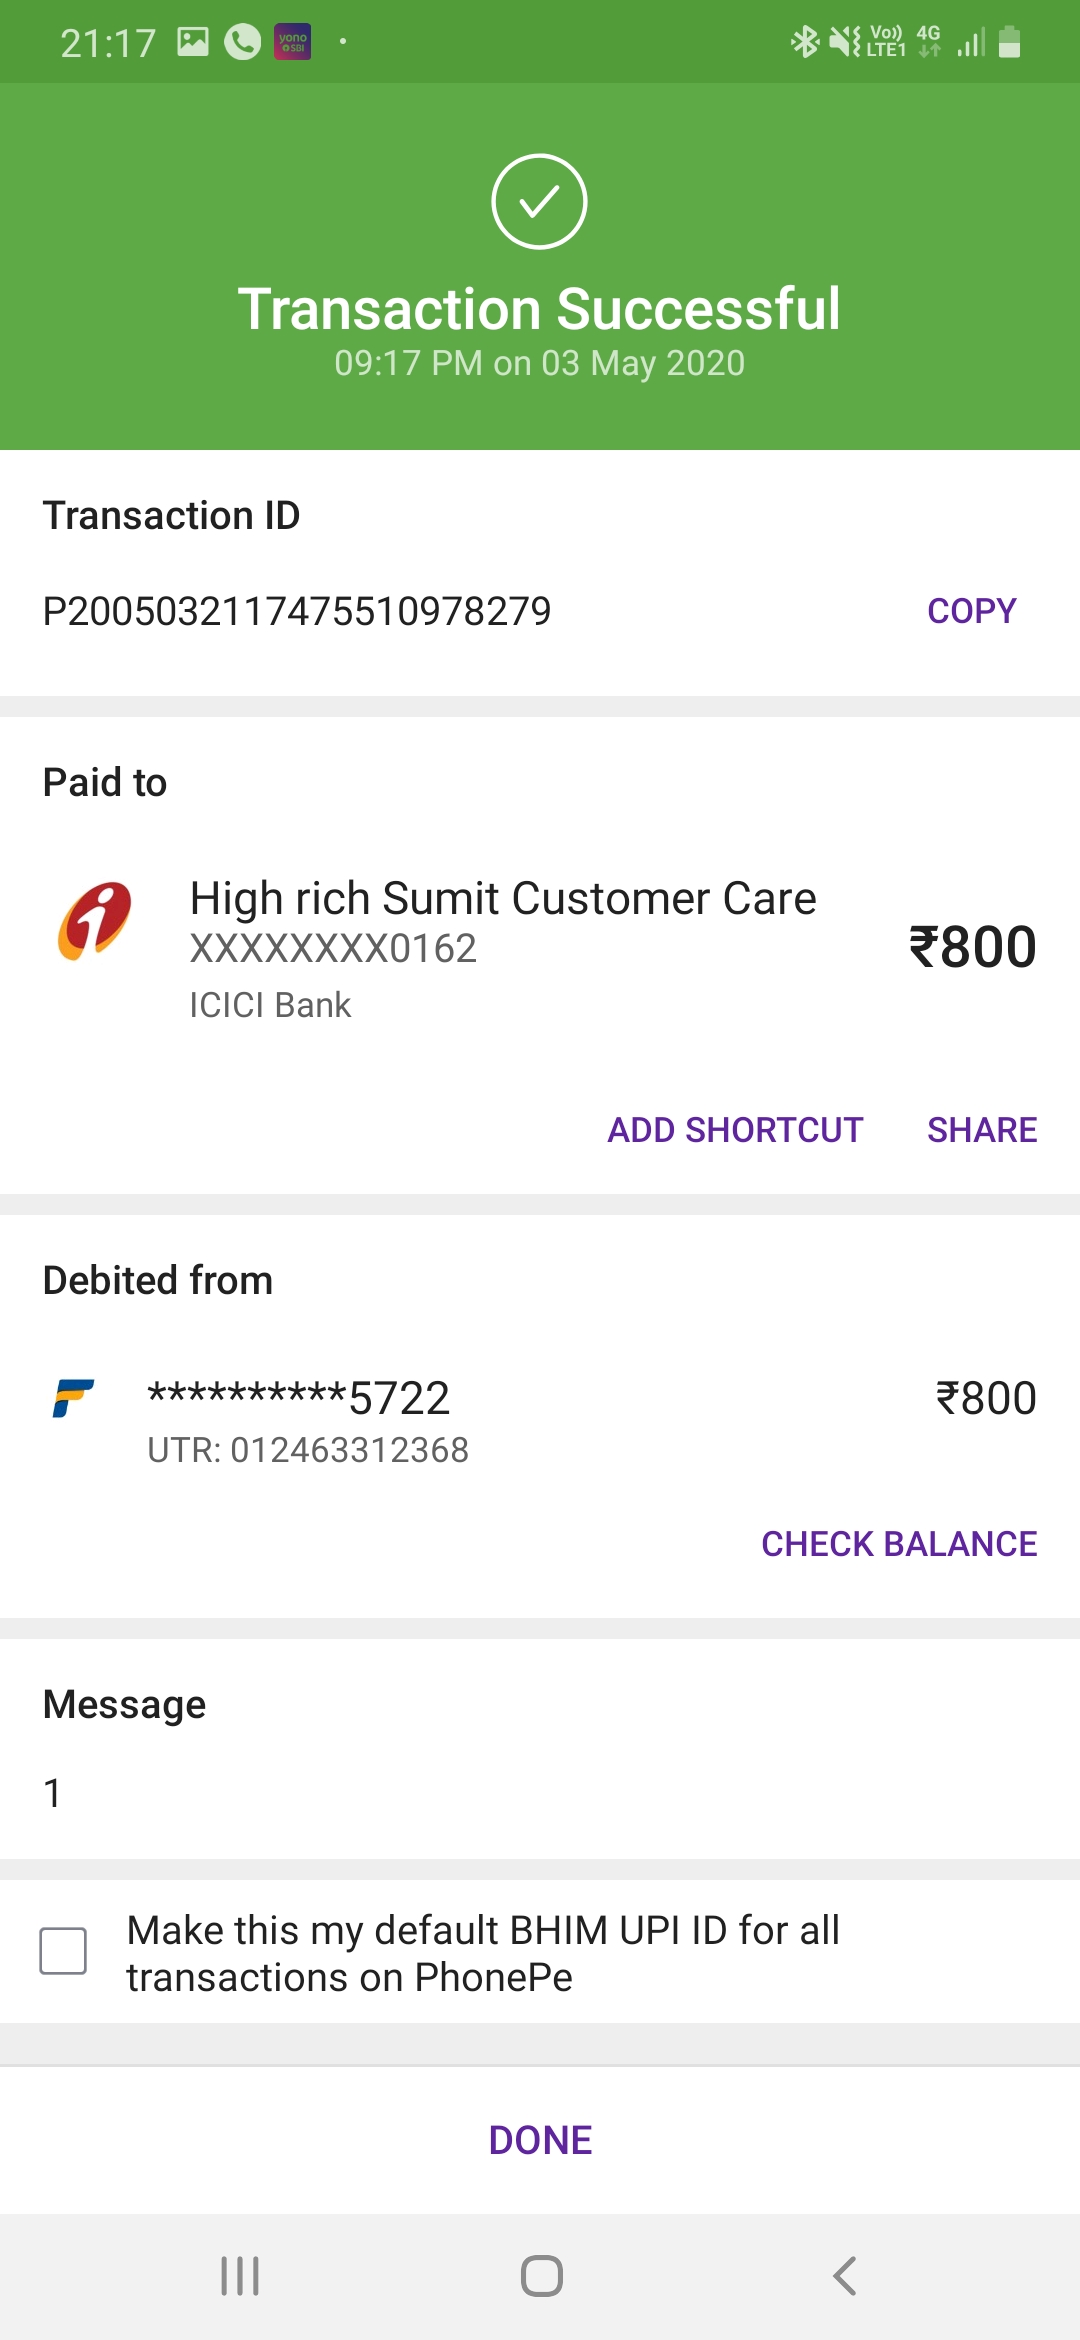 21:17 yono SBI Vo)) LTE1 4G
Transaction Successful
09:17 PM on 03 May 2020
Transaction ID
P2005032117475510978279 COPY
Paid to
High rich Sumit Customer Care
XXXXXXXX0162 ₹800
ICICI Bank
ADD SHORTCUT SHARE
Debited from
**********5722 ₹800
UTR: 012463312368
CHECK BALANCE
Message
1
Make this my default BHIM UPI ID for all
transactions on PhonePe
DONE